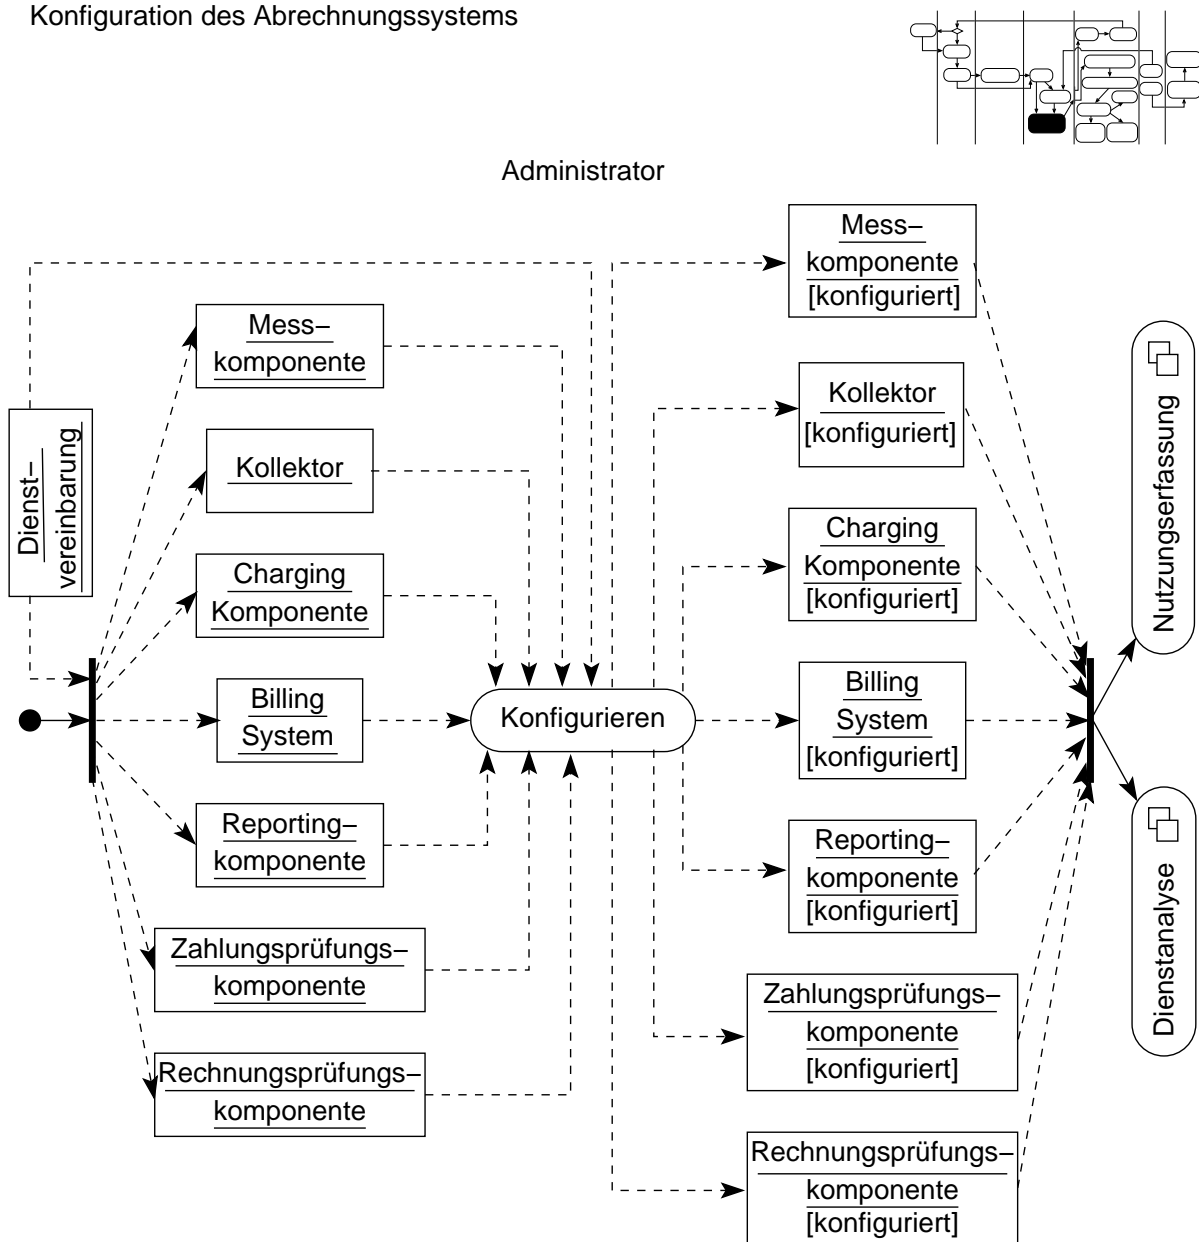 Konfiguration des Abrechnungssystems
Administrator
Dienst–
vereinbarung
Mess–
komponente
Kollektor
Charging
Komponente
Billing
System
Reporting–
komponente
Zahlungsprüfungs–
komponente
Rechnungsprüfungs–
komponente
Konfigurieren
Mess–
komponente
[konfiguriert]
Kollektor
[konfiguriert]
Charging
Komponente
[konfiguriert]
Billing
System
[konfiguriert]
Reporting–
komponente
[konfiguriert]
Zahlungsprüfungs–
komponente
[konfiguriert]
Rechnungsprüfungs–
komponente
[konfiguriert]
Nutzungserfassung
Dienstanalyse